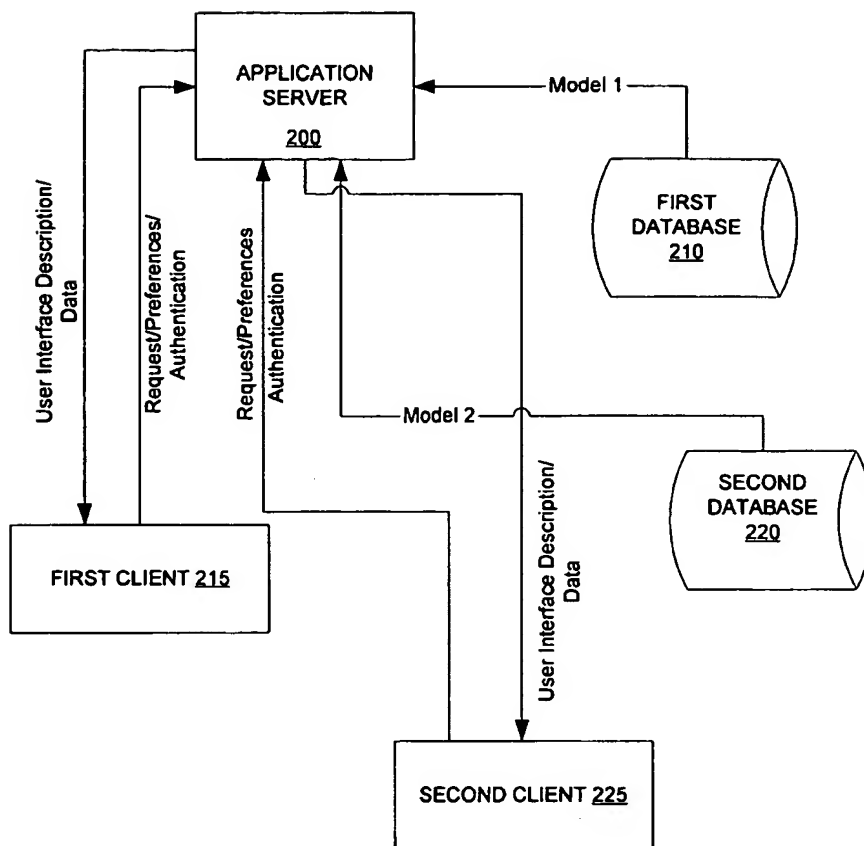 APPLICATION
SERVER
200
Model 1
FIRST
DATABASE
210
User Interface Description/
Data
Request/Preferences/
Authentication
Request/Preferences
Authentication
Model 2
SECOND
DATABASE
220
FIRST CLIENT 215
User Interface Description/
Data
SECOND CLIENT 225